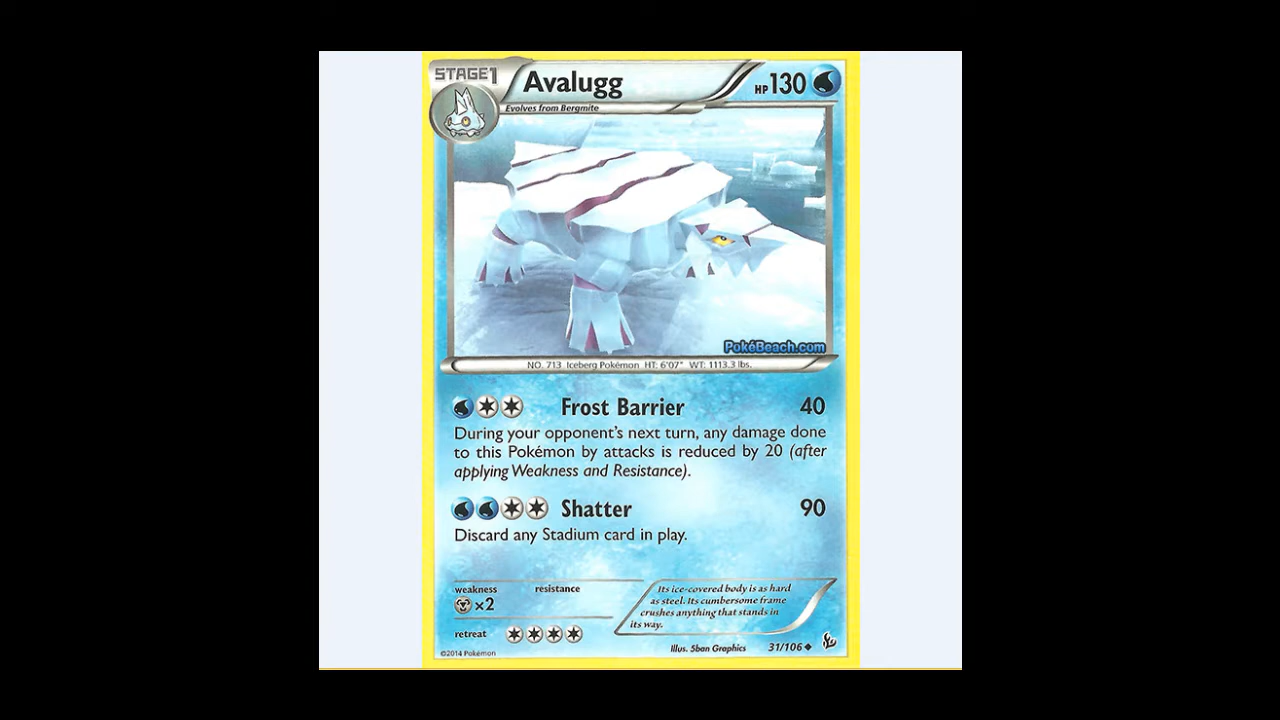 STAGE1
Avalugg
HP130
Evolves from Bergmite
PokéBeach.com
NO. 713 Iceberg Pokémon HT: 6'07" WT: 1113.3 lbs.
Frost Barrier 40
During your opponent's next turn, any damage done
to this Pokémon by attacks is reduced by 20 (after
applying Weakness and Resistance).
Shatter 90
Discard any Stadium card in play.
weakness resistance
×2
retreat
Its ice-covered body is as hard
as steel. Its cumbersome frame
crushes anything that stands in
its way.
Illus. 5ban Graphics 31/106
©2014 Pokémon